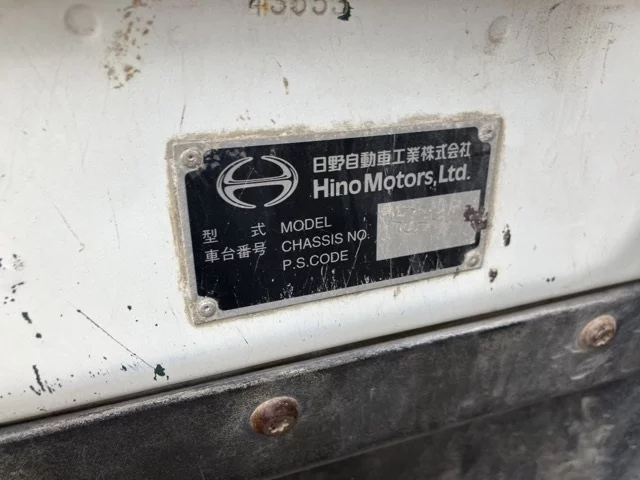 日野自動車工業株式会社
Hino Motors, Ltd.
型 式 MODEL
車台番号 CHASSIS NO.
P.S.CODE